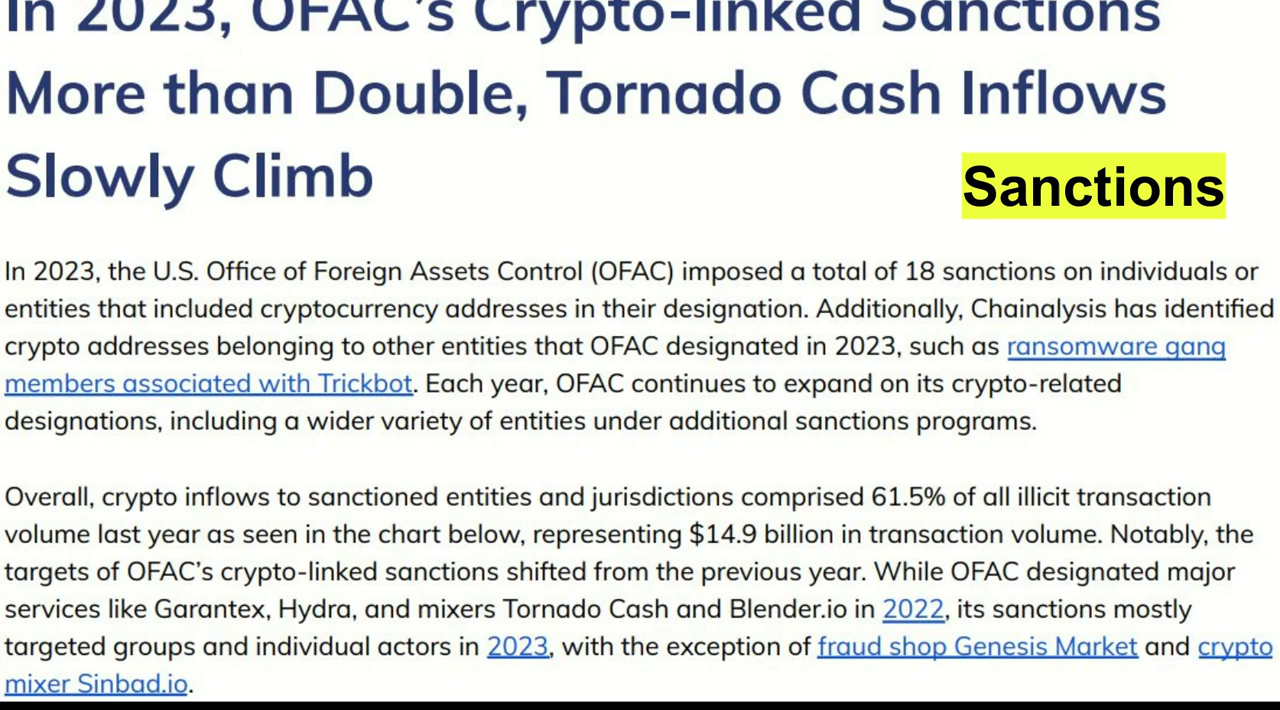 In 2023, OFAC’s Crypto-linked Sanctions
More than Double, Tornado Cash Inflows
Slowly Climb
Sanctions
In 2023, the U.S. Office of Foreign Assets Control (OFAC) imposed a total of 18 sanctions on individuals or
entities that included cryptocurrency addresses in their designation. Additionally, Chainalysis has identified
crypto addresses belonging to other entities that OFAC designated in 2023, such as ransomware gang
members associated with Trickbot. Each year, OFAC continues to expand on its crypto-related
designations, including a wider variety of entities under additional sanctions programs.
Overall, crypto inflows to sanctioned entities and jurisdictions comprised 61.5% of all illicit transaction
volume last year as seen in the chart below, representing $14.9 billion in transaction volume. Notably, the
targets of OFAC’s crypto-linked sanctions shifted from the previous year. While OFAC designated major
services like Garantex, Hydra, and mixers Tornado Cash and Blender.io in 2022, its sanctions mostly
targeted groups and individual actors in 2023, with the exception of fraud shop Genesis Market and crypto
mixer Sinbad.io.